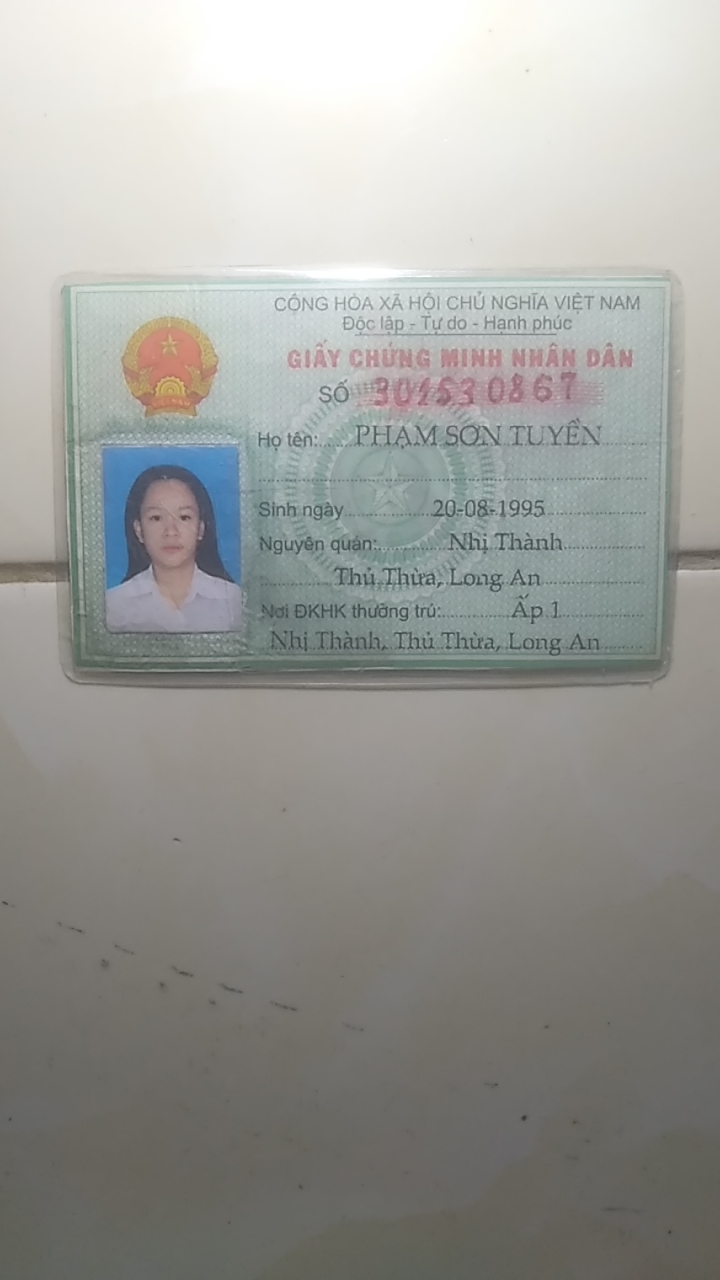 CỘNG HÒA XÃ HỘI CHỦ NGHĨA VIỆT NAM
Độc lập - Tự do - Hạnh phúc
GIẤY CHỨNG MINH NHÂN DÂN
SỐ 301530867
Họ tên: PHẠM SƠN TUYỀN
Sinh ngày 20-08-1995
Nguyên quán: Nhị Thành
Thủ Thừa, Long An
Nơi ĐKHK thường trú: Ấp 1
Nhị Thành, Thủ Thừa, Long An